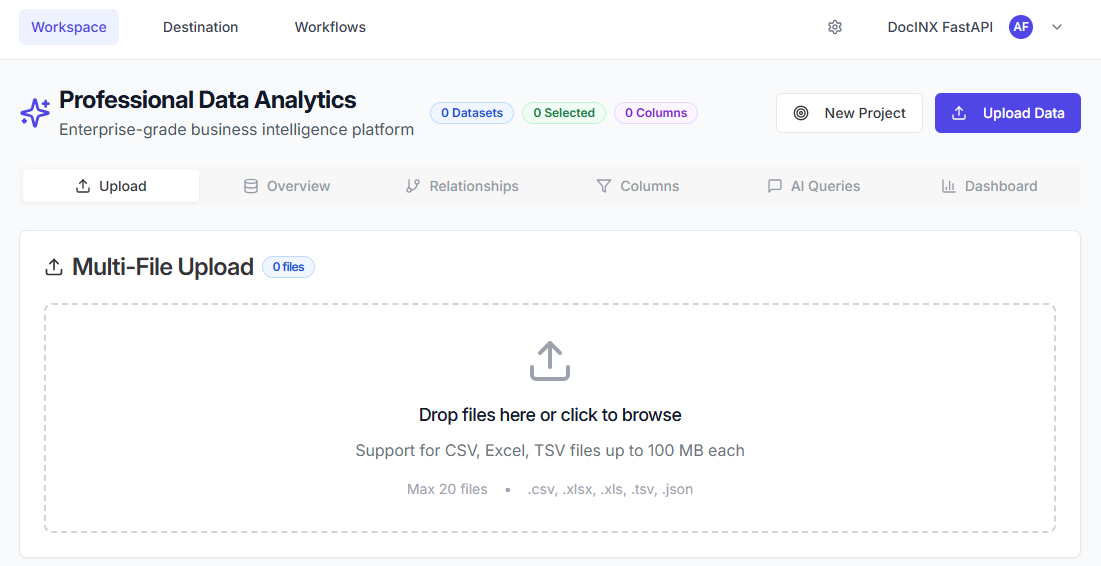 Workspace
Destination
Workflows
DocINX FastAPI
AF
Professional Data Analytics
Enterprise-grade business intelligence platform
0 Datasets
0 Selected
0 Columns
New Project
Upload Data
Upload
Overview
Relationships
Columns
AI Queries
Dashboard
Multi-File Upload
0 files
Drop files here or click to browse
Support for CSV, Excel, TSV files up to 100 MB each
Max 20 files • .csv, .xlsx, .xls, .tsv, .json